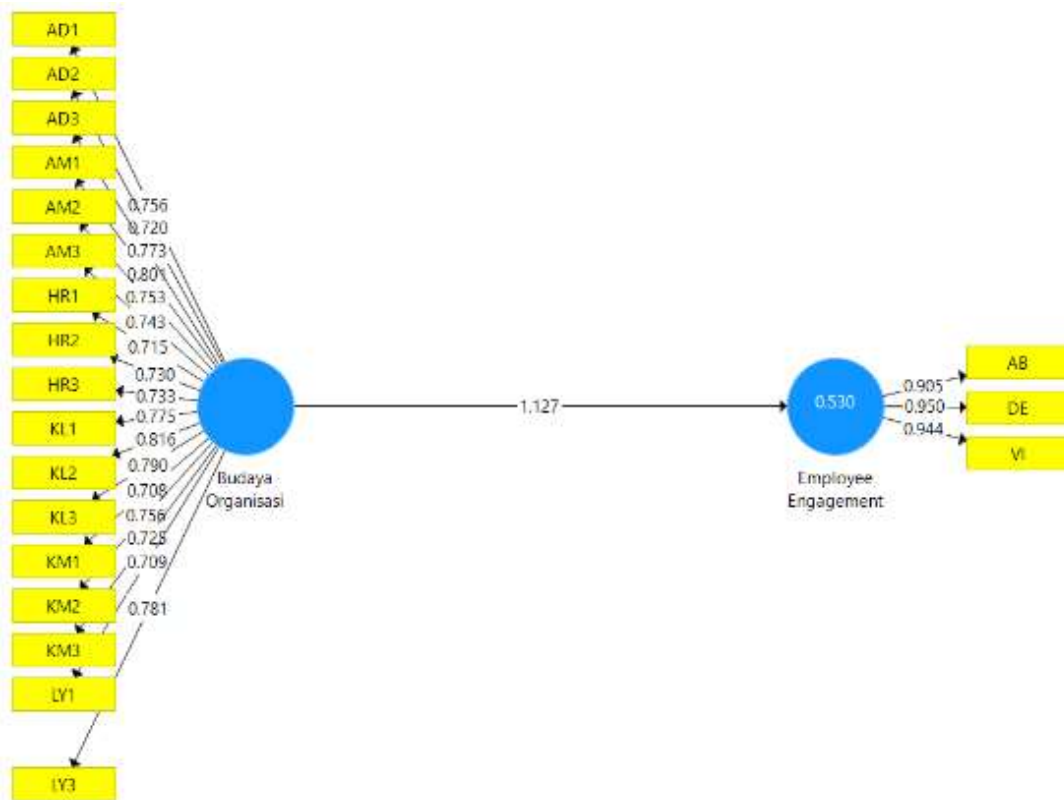 AD1
AD2
AD3
AM1
AM2
AM3
HR1
HR2
HR3
KL1
KL2
KL3
KM1
KM2
KM3
LY1
LY3
0.756
0.720
0.773
0.801
0.753
0.743
0.715
0.730
0.733
0.775
0.816
0.790
0.708
0.756
0.725
0.709
0.781
Budaya
Organisasi
1.127
0.530
Employee
Engagement
0.905
0.950
0.944
AB
DE
VI